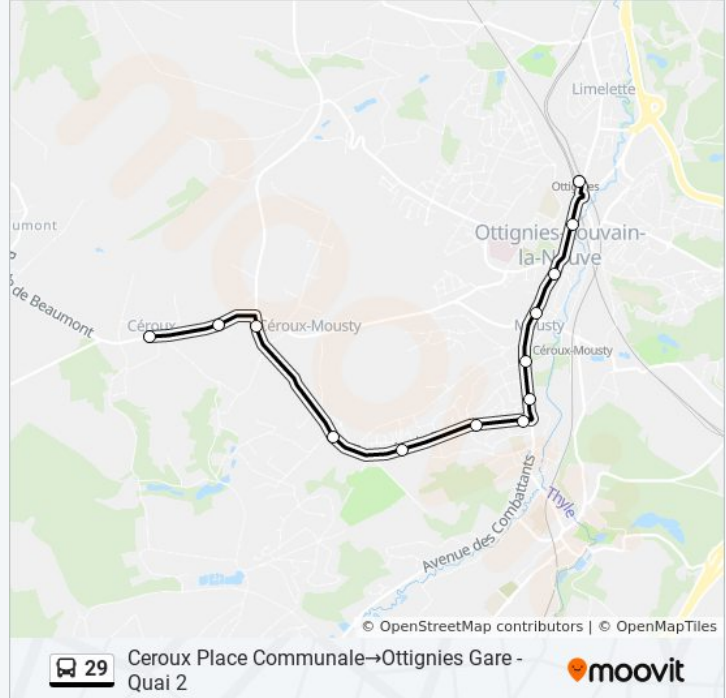 Limelette
Ottignies
umont
Ottignies-Louvain-
la-Neuve
de Beaumont
Céroux
Céroux-Mousty
Mousty
Céroux-Mousty
Avenue des Combattants
Thyle
© OpenStreetMap contributors | © OpenMapTiles
29
Ceroux Place Communale→Ottignies Gare -
Quai 2
moovit